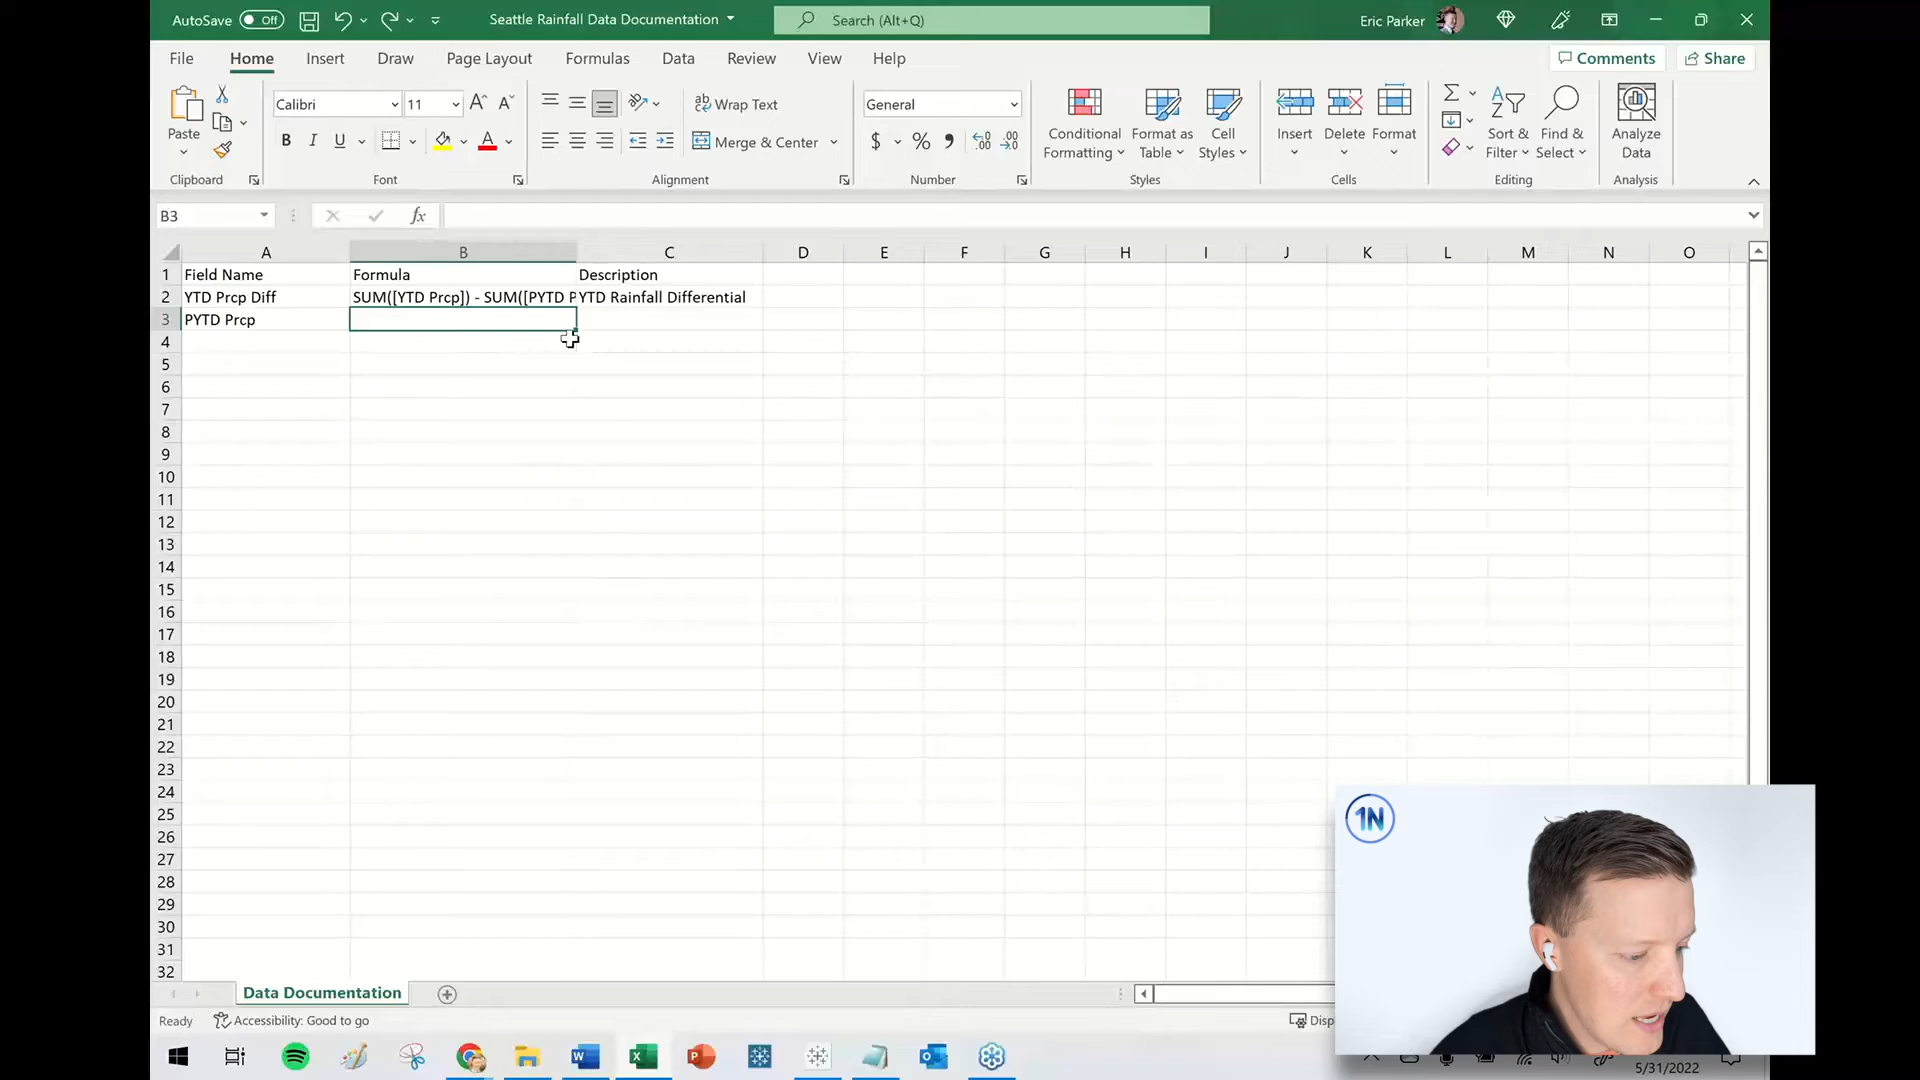 AutoSave Off Seattle Rainfall Data Documentation Search (Alt+Q) Eric Parker
File Home Insert Draw Page Layout Formulas Data Review View Help Comments Share
Calibri 11 Wrap Text General
Paste B I U Merge & Center $ % Conditional Formatting Format as Table Cell Styles Insert Delete Format Sort & Filter Find & Select Analyze Data
Clipboard Font Alignment Number Styles Cells Editing Analysis
B3 fx
A B C D E F G H I J K L M N O
1 Field Name Formula Description
2 YTD Prcp Diff SUM([YTD Prcp]) - SUM([PYTD P YTD Rainfall Differential
3 PYTD Prcp
4
5
6
7
8
9
10
11
12
13
14
15
16
17
18
19
20
21
22
23
24
25
26
27
28
29
30
31
32
1N
Data Documentation
Ready Accessibility: Good to go Disp
5/31/2022